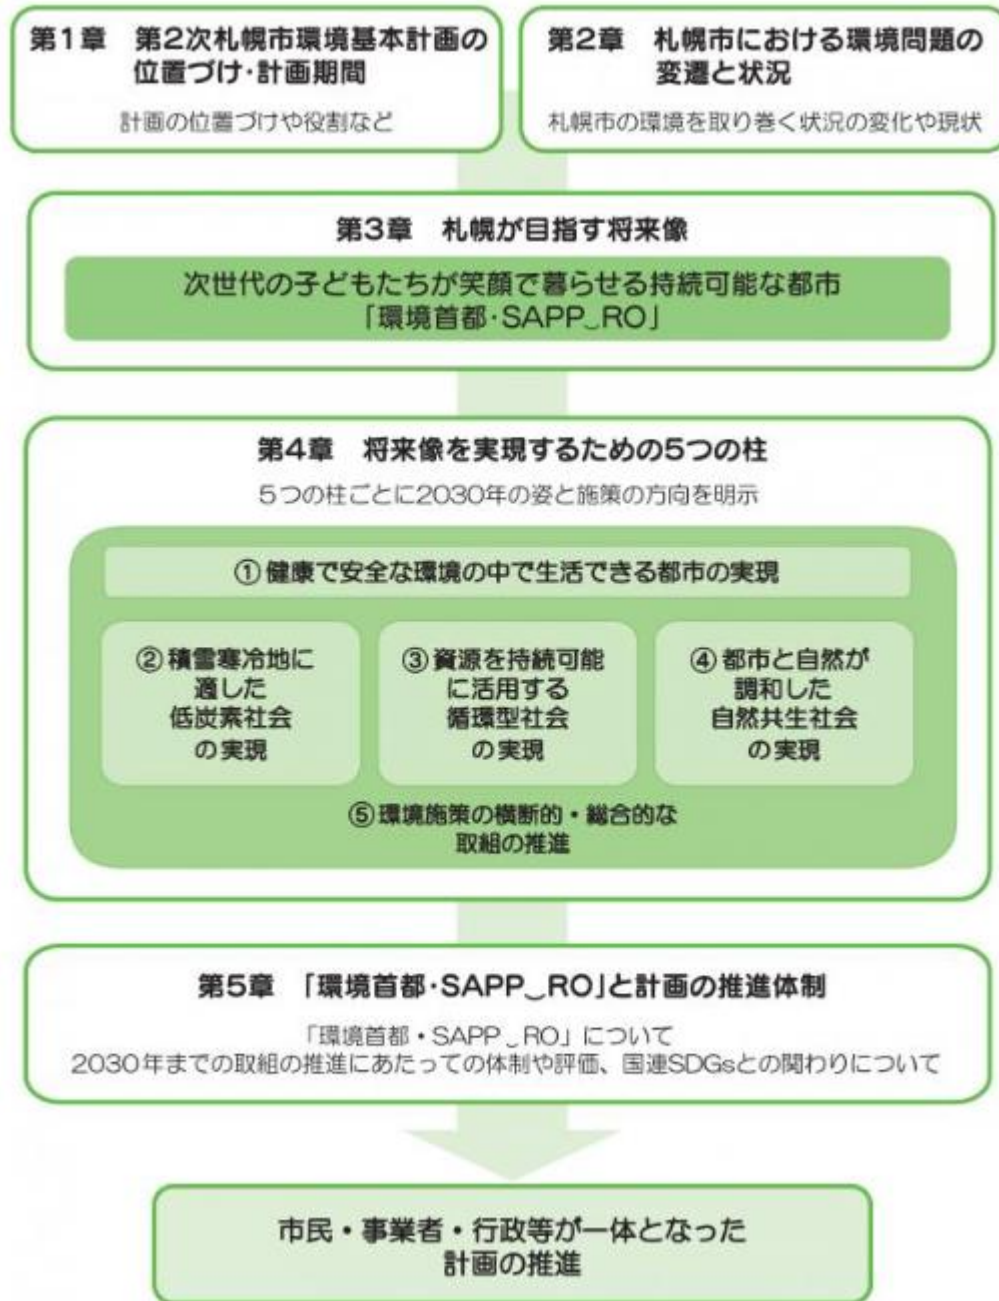 第1章 第2次札幌市環境基本計画の
位置づけ・計画期間
計画の位置づけや役割など
第2章 札幌市における環境問題の
変遷と状況
札幌市の環境を取り巻く状況の変化や現状
第3章 札幌が目指す将来像
次世代の子どもたちが笑顔で暮らせる持続可能な都市
「環境首都・SAPP‿RO」
第4章 将来像を実現するための5つの柱
5つの柱ごとに2030年の姿と施策の方向を明示
①健康で安全な環境の中で生活できる都市の実現
②積雪寒冷地に
適した
低炭素社会
の実現
③資源を持続可能
に活用する
循環型社会
の実現
④都市と自然が
調和した
自然共生社会
の実現
⑤環境施策の横断的・総合的な
取組の推進
第5章 「環境首都・SAPP‿RO」と計画の推進体制
「環境首都・SAPP‿RO」について
2030年までの取組の推進にあたっての体制や評価、国連SDGsとの関わりについて
市民・事業者・行政等が一体となった
計画の推進